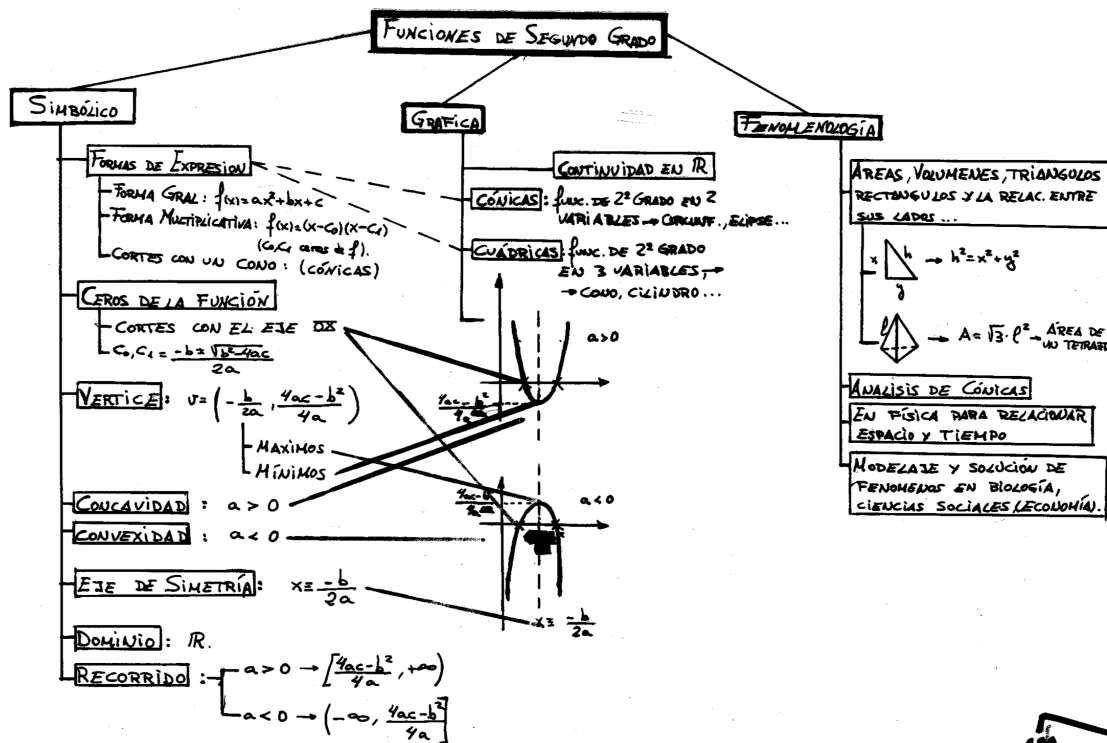 FUNCIONES DE SEGUNDO GRADO
SIMBÓLICO
FORMAS DE EXPRESION
FORMA GRAL: f(x)=ax²+bx+c
FORMA MULTIPLICATIVA: f(x)=(x-C₀)(x-C₁)
(C₀,C₁ ceros de f).
CORTES CON UN CONO: (CÓNICAS)
CEROS DE LA FUNCIÓN
CORTES CON EL EJE OX
C₀, C₁ = -b ± √b²-4ac / 2a
VERTICE: v = (-b/2a, 4ac-b²/4a)
MAXIMOS
MÍNIMOS
CONCAVIDAD : a > 0
CONVEXIDAD : a < 0
EJE DE SIMETRÍA: x ≡ -b/2a
DOMINIO: ℝ.
RECORRIDO :
a > 0 → [4ac-b²/4a, +∞)
a < 0 → (-∞, 4ac-b²/4a]
GRAFICA
CONTINUIDAD EN ℝ
CÓNICAS: func. DE 2º GRADO EN 2
VARIABLES → CIRCUNF., ELIPSE...
CUÁDRICAS: func. DE 2º GRADO
EN 3 VARIABLES, →
→ CONO, CILINDRO...
a > 0
4ac-b²/4a
4ac-b²/4a
a < 0
x ≡ -b/2a
FENOMENOLOGÍA
ÁREAS, VOLUMENES, TRIANGULOS
RECTANGULOS Y LA RELAC. ENTRE
SUS LADOS ...
x h y → h²=x²+y²
l → A = √3 · l² → ÁREA DE
UN
ANALISIS DE CÓNICAS
EN FÍSICA PARA RELACIONAR
ESPACIO Y TIEMPO
MODELAJE Y SOLUCIÓN DE
FENOMENOS EN BIOLOGÍA,
CIENCIAS SOCIALES (ECONOMÍA)..